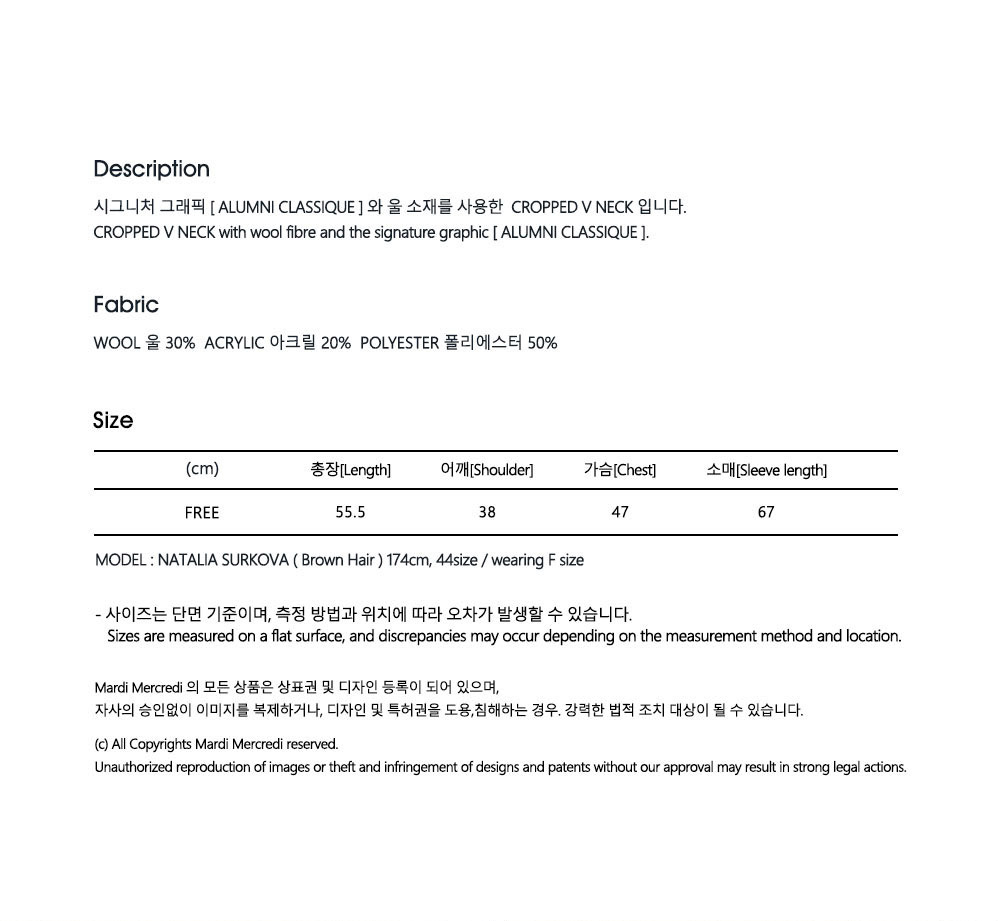 Description
시그니처 그래픽 [ ALUMNI CLASSIQUE ] 와 울 소재를 사용한 CROPPED V NECK 입니다.
CROPPED V NECK with wool fibre and the signature graphic [ ALUMNI CLASSIQUE ].
Fabric
WOOL 울 30% ACRYLIC 아크릴 20% POLYESTER 폴리에스터 50%
Size
(cm) 총장[Length] 어깨[Shoulder] 가슴[Chest] 소매[Sleeve length]
FREE 55.5 38 47 67
MODEL : NATALIA SURKOVA ( Brown Hair ) 174cm, 44size / wearing F size
- 사이즈는 단면 기준이며, 측정 방법과 위치에 따라 오차가 발생할 수 있습니다.
Sizes are measured on a flat surface, and discrepancies may occur depending on the measurement method and location.
Mardi Mercredi 의 모든 상품은 상표권 및 디자인 등록이 되어 있으며,
자사의 승인없이 이미지를 복제하거나, 디자인 및 특허권을 도용,침해하는 경우. 강력한 법적 조치 대상이 될 수 있습니다.
(c) All Copyrights Mardi Mercredi reserved.
Unauthorized reproduction of images or theft and infringement of designs and patents without our approval may result in strong legal actions.